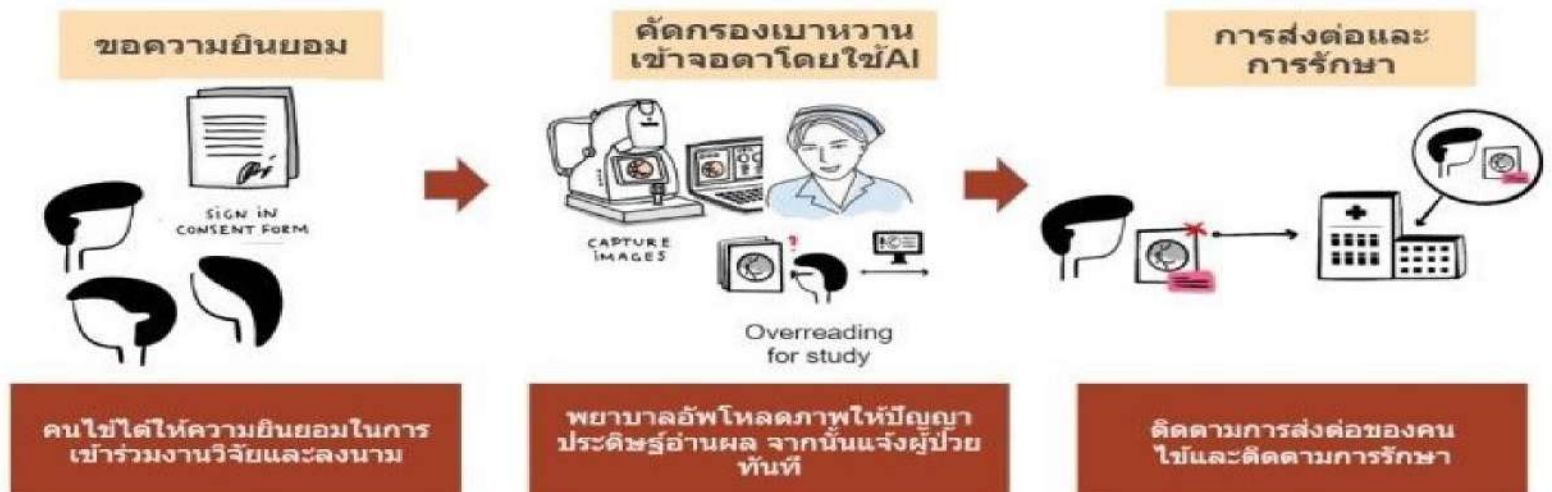 ขอความยินยอม
คัดกรองเบาหวาน
เข้าจอตาโดยใช้AI
การส่งต่อและ
การรักษา
SIGN IN
CONSENT FORM
CAPTURE
IMAGES
?
Overreading
for study
คนไข้ได้ให้ความยินยอมในการ
เข้าร่วมงานวิจัยและลงนาม
พยาบาลอัพโหลดภาพให้ปัญญา
ประดิษฐ์อ่านผล จากนั้นแจ้งผู้ป่วย
ทันที
ติดตามการส่งต่อของคน
ไข้และติดตามการรักษา